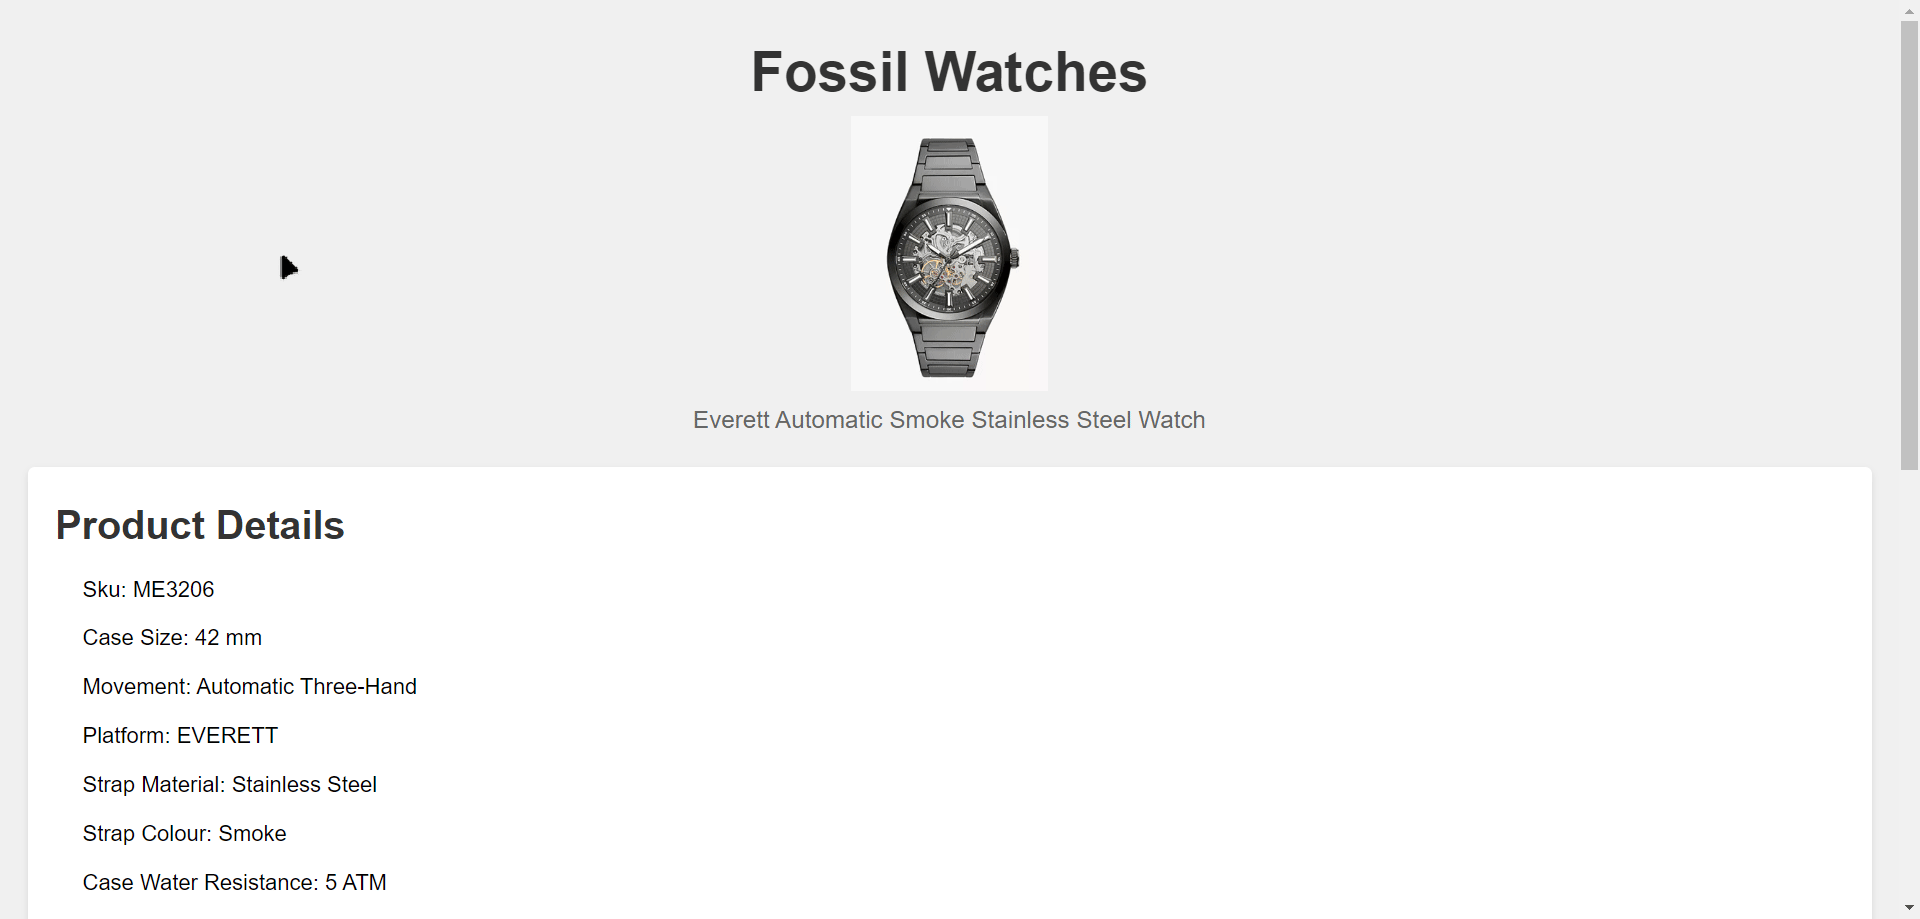 Fossil Watches
Everett Automatic Smoke Stainless Steel Watch
Product Details
Sku: ME3206
Case Size: 42 mm
Movement: Automatic Three-Hand
Platform: EVERETT
Strap Material: Stainless Steel
Strap Colour: Smoke
Case Water Resistance: 5 ATM